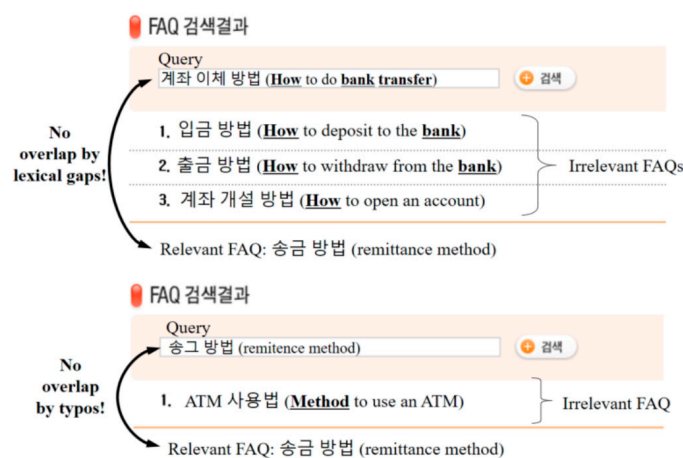 FAQ 검색결과
Query
계좌 이체 방법 (How to do bank transfer)
검색
No
overlap by
lexical gaps!
1. 입금 방법 (How to deposit to the bank)
2. 출금 방법 (How to withdraw from the bank)
3. 계좌 개설 방법 (How to open an account)
Irrelevant FAQs
Relevant FAQ: 송금 방법 (remittance method)
FAQ 검색결과
Query
송그 방법 (remitence method)
검색
No
overlap
by typos!
1. ATM 사용법 (Method to use an ATM)
Irrelevant FAQ
Relevant FAQ: 송금 방법 (remittance method)